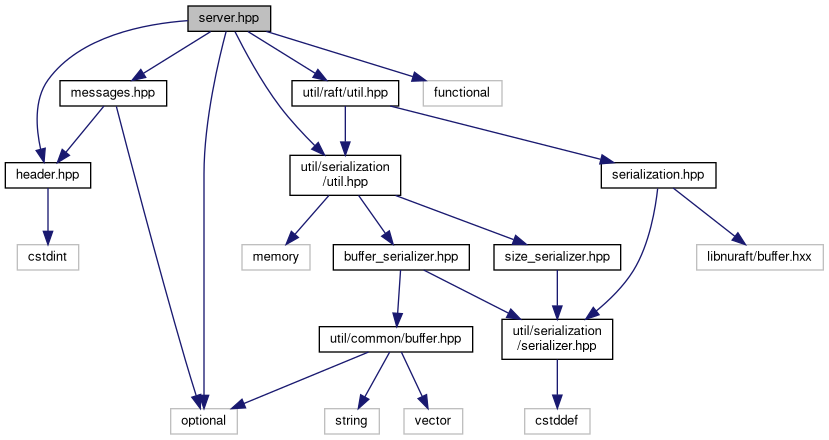 server.hpp
messages.hpp
util/raft/util.hpp
functional
header.hpp
util/serialization
/util.hpp
serialization.hpp
cstdint
memory
buffer_serializer.hpp
size_serializer.hpp
libnuraft/buffer.hxx
util/common/buffer.hpp
util/serialization
/serializer.hpp
optional
string
vector
cstddef